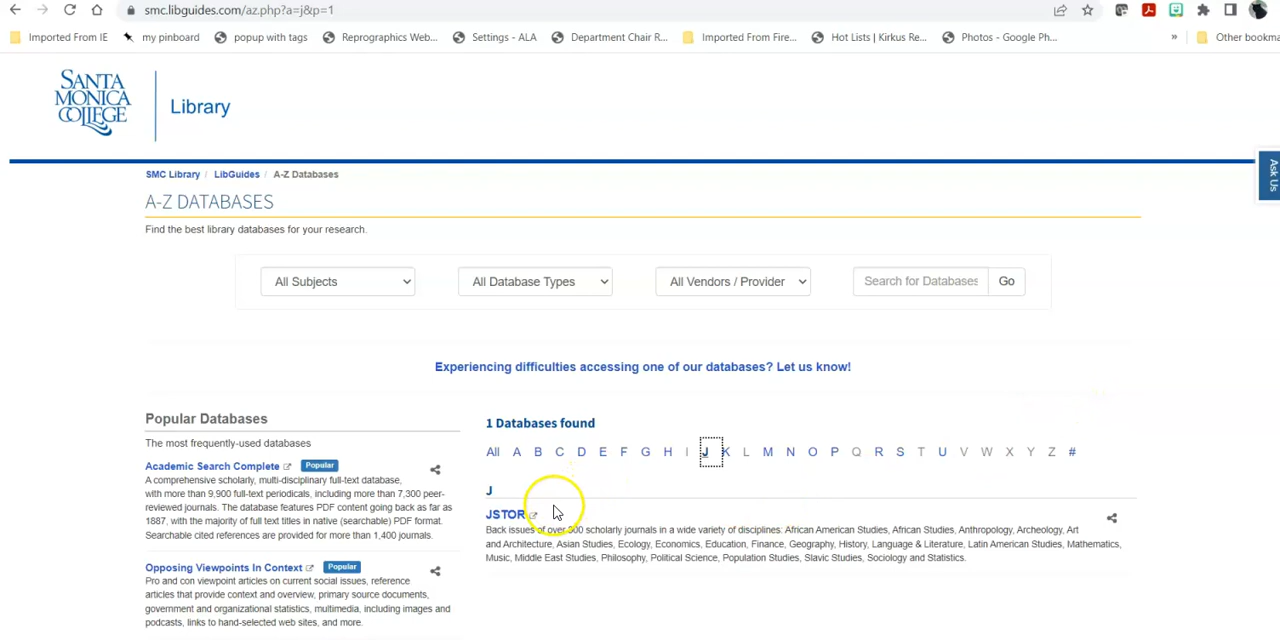 smc.libguides.com/az.php?a=j&p=1
Imported From IE
my pinboard
popup with tags
Reprographics Web...
Settings - ALA
Department Chair R...
Imported From Fire...
Hot Lists | Kirkus Re...
Photos - Google Ph...
»
Other bookma
SANTA
MONICA
COLLEGE
Library
Ask Us
SMC Library / LibGuides / A-Z Databases
A-Z DATABASES
Find the best library databases for your research.
All Subjects
All Database Types
All Vendors / Provider
Search for Databases
Go
Experiencing difficulties accessing one of our databases? Let us know!
Popular Databases
The most frequently-used databases
Academic Search Complete Popular
A comprehensive scholarly, multi-disciplinary full-text database,
with more than 9,900 full-text periodicals, including more than 7,300 peer-
reviewed journals. The database features PDF content going back as far as
1887, with the majority of full text titles in native (searchable) PDF format.
Searchable cited references are provided for more than 1,400 journals.
Opposing Viewpoints In Context Popular
Pro and con viewpoint articles on current social issues, reference
articles that provide context and overview, primary source documents,
government and organizational statistics, multimedia, including images and
podcasts, links to hand-selected web sites, and more.
1 Databases found
All A B C D E F G H I J K L M N O P Q R S T U V W X Y Z #
J
JSTOR
Back issues of over 300 scholarly journals in a wide variety of disciplines: African American Studies, African Studies, Anthropology, Archeology, Art
and Architecture, Asian Studies, Ecology, Economics, Education, Finance, Geography, History, Language & Literature, Latin American Studies, Mathematics,
Music, Middle East Studies, Philosophy, Political Science, Population Studies, Slavic Studies, Sociology and Statistics.